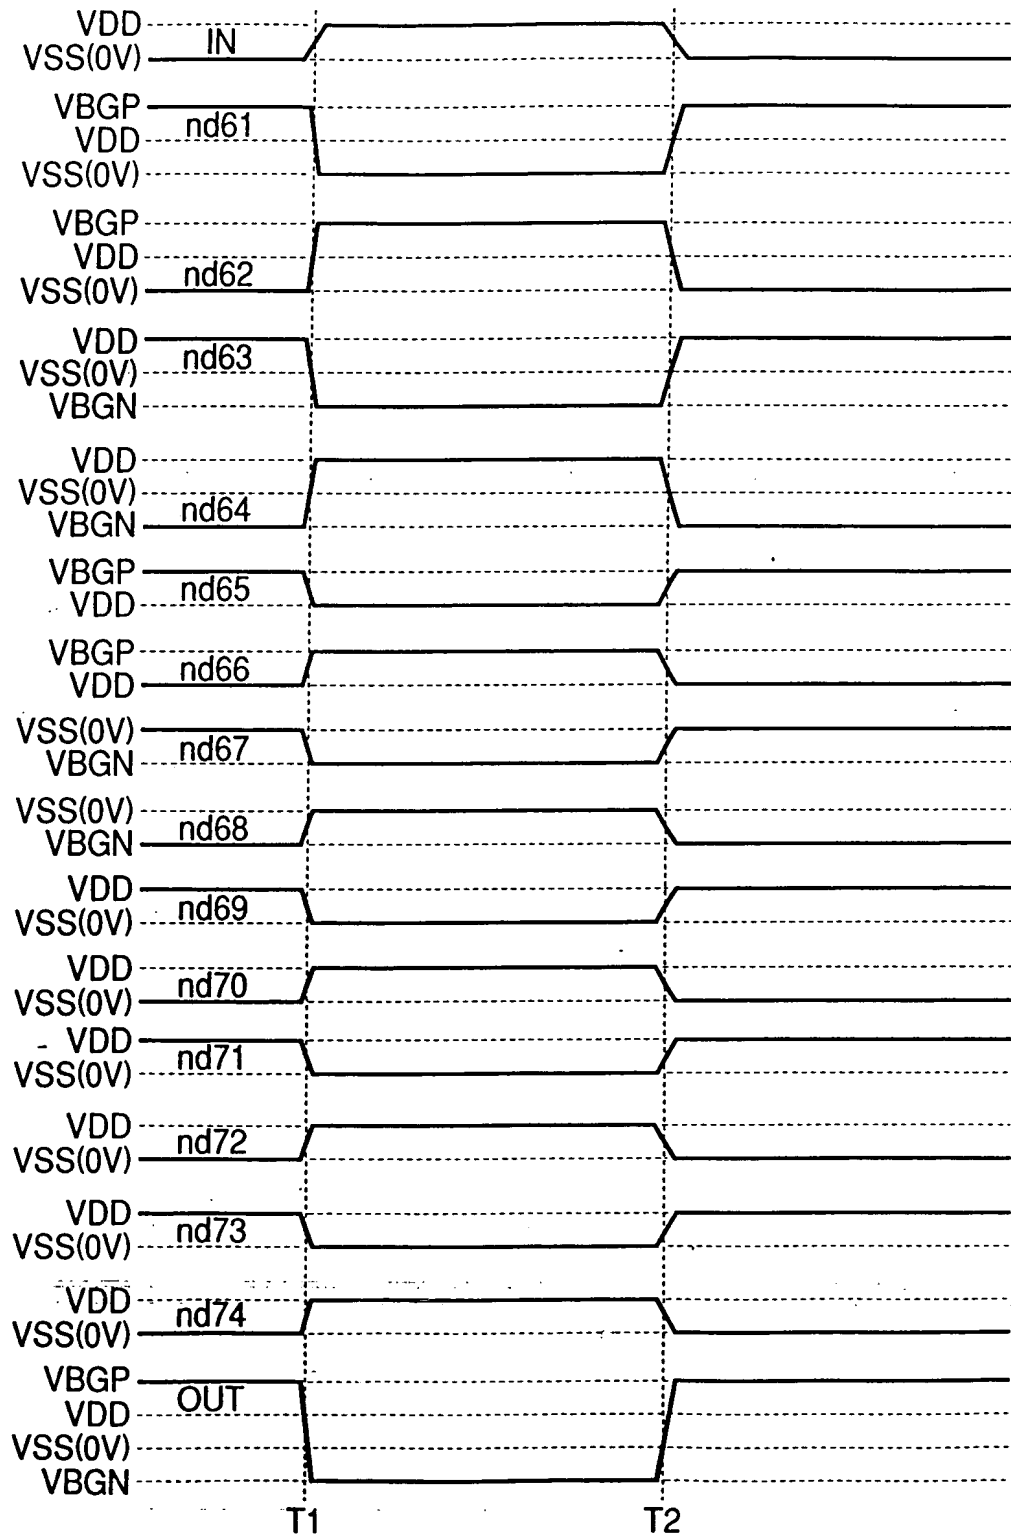 VDD
IN
VSS(0V)
VBGP
nd61
VDD
VSS(0V)
VBGP
VDD
nd62
VSS(0V)
VDD
nd63
VSS(0V)
VBGN
VDD
VSS(0V)
nd64
VBGN
VBGP
nd65
VDD
VBGP
nd66
VDD
VSS(0V)
nd67
VBGN
VSS(0V)
nd68
VBGN
VDD
nd69
VSS(0V)
VDD
nd70
VSS(0V)
VDD
nd71
VSS(0V)
VDD
nd72
VSS(0V)
VDD
nd73
VSS(0V)
VDD
nd74
VSS(0V)
VBGP
OUT
VDD
VSS(0V)
VBGN
T1 T2